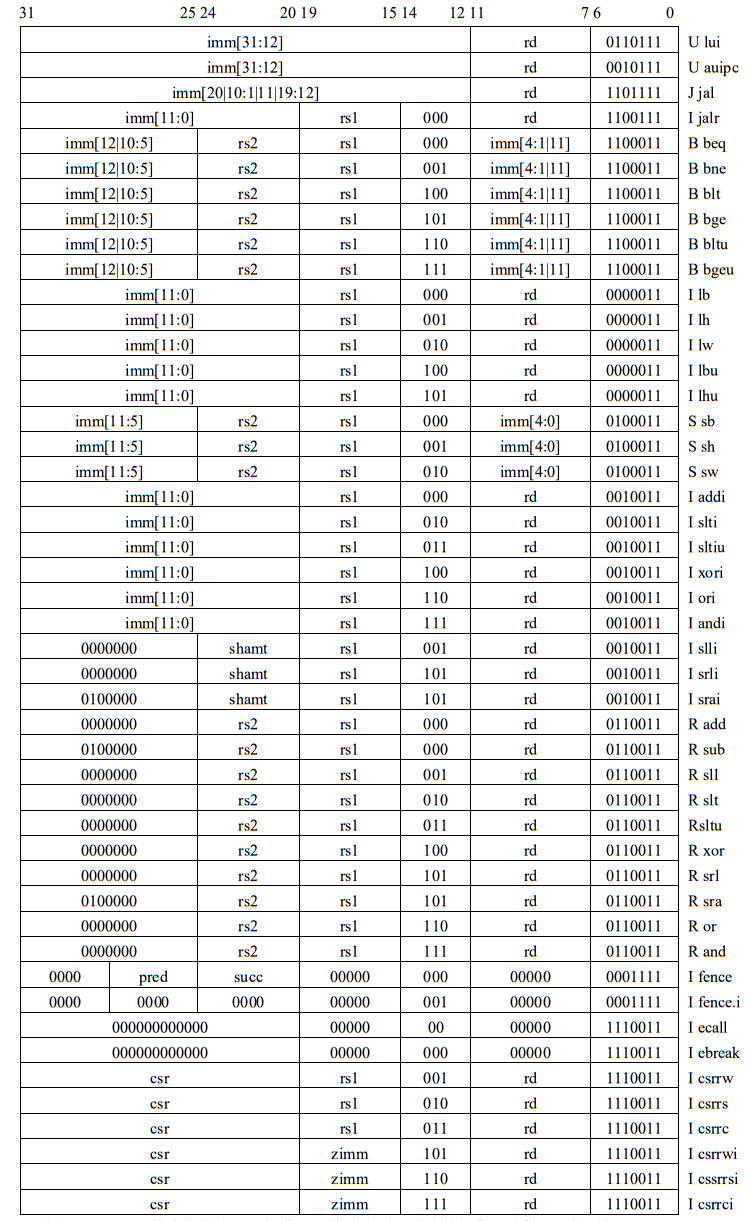 31 25 24 20 19 15 14 12 11 7 6 0
imm[31:12] rd 0110111 U lui
imm[31:12] rd 0010111 U auipc
imm[20|10:1|11|19:12] rd 1101111 J jal
imm[11:0] rs1 000 rd 1100111 I jalr
imm[12|10:5] rs2 rs1 000 imm[4:1|11] 1100011 B beq
imm[12|10:5] rs2 rs1 001 imm[4:1|11] 1100011 B bne
imm[12|10:5] rs2 rs1 100 imm[4:1|11] 1100011 B blt
imm[12|10:5] rs2 rs1 101 imm[4:1|11] 1100011 B bge
imm[12|10:5] rs2 rs1 110 imm[4:1|11] 1100011 B bltu
imm[12|10:5] rs2 rs1 111 imm[4:1|11] 1100011 B bgeu
imm[11:0] rs1 000 rd 0000011 I lb
imm[11:0] rs1 001 rd 0000011 I lh
imm[11:0] rs1 010 rd 0000011 I lw
imm[11:0] rs1 100 rd 0000011 I lbu
imm[11:0] rs1 101 rd 0000011 I lhu
imm[11:5] rs2 rs1 000 imm[4:0] 0100011 S sb
imm[11:5] rs2 rs1 001 imm[4:0] 0100011 S sh
imm[11:5] rs2 rs1 010 imm[4:0] 0100011 S sw
imm[11:0] rs1 000 rd 0010011 I addi
imm[11:0] rs1 010 rd 0010011 I slti
imm[11:0] rs1 011 rd 0010011 I sltiu
imm[11:0] rs1 100 rd 0010011 I xori
imm[11:0] rs1 110 rd 0010011 I ori
imm[11:0] rs1 111 rd 0010011 I andi
0000000 shamt rs1 001 rd 0010011 I slli
0000000 shamt rs1 101 rd 0010011 I srli
0100000 shamt rs1 101 rd 0010011 I srai
0000000 rs2 rs1 000 rd 0110011 R add
0100000 rs2 rs1 000 rd 0110011 R sub
0000000 rs2 rs1 001 rd 0110011 R sll
0000000 rs2 rs1 010 rd 0110011 R slt
0000000 rs2 rs1 011 rd 0110011 Rsltu
0000000 rs2 rs1 100 rd 0110011 R xor
0000000 rs2 rs1 101 rd 0110011 R srl
0100000 rs2 rs1 101 rd 0110011 R sra
0000000 rs2 rs1 110 rd 0110011 R or
0000000 rs2 rs1 111 rd 0110011 R and
0000 pred succ 00000 000 00000 0001111 I fence
0000 0000 0000 00000 001 00000 0001111 I fence.i
000000000000 00000 00 00000 1110011 I ecall
000000000000 00000 000 00000 1110011 I ebreak
csr rs1 001 rd 1110011 I csrrw
csr rs1 010 rd 1110011 I csrrs
csr rs1 011 rd 1110011 I csrrc
csr zimm 101 rd 1110011 I csrrwi
csr zimm 110 rd 1110011 I cssrrsi
csr zimm 111 rd 1110011 I csrrci